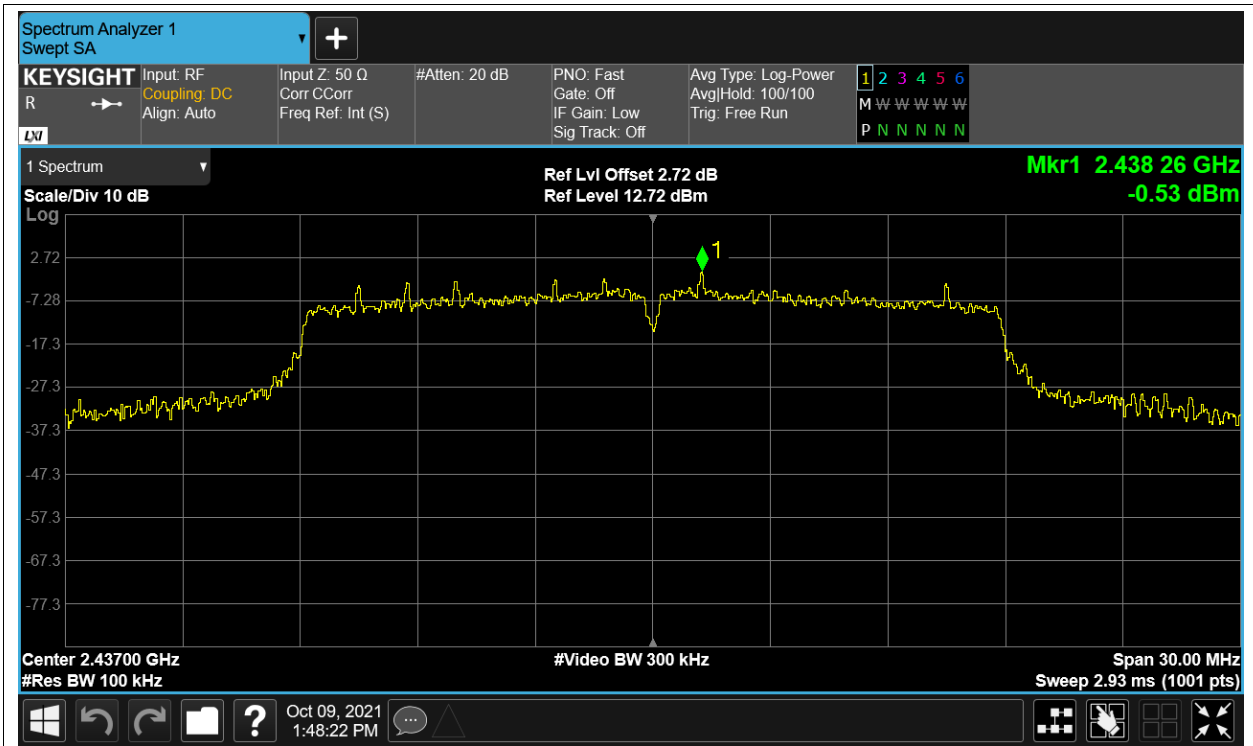 Spectrum Analyzer 1
Swept SA
KEYSIGHT
R
LXI
Input: RF
Coupling: DC
Align: Auto
Input Z: 50 Ω
Corr CCorr
Freq Ref: Int (S)
#Atten: 20 dB
PNO: Fast
Gate: Off
IF Gain: Low
Sig Track: Off
Avg Type: Log-Power
Avg|Hold: 100/100
Trig: Free Run
1 2 3 4 5 6
M W W W W W
P N N N N N
1 Spectrum
Scale/Div 10 dB
Log
Ref Lvl Offset 2.72 dB
Ref Level 12.72 dBm
Mkr1 2.438 26 GHz
-0.53 dBm
1
2.72
-7.28
-17.3
-27.3
-37.3
-47.3
-57.3
-67.3
-77.3
Center 2.43700 GHz
#Res BW 100 kHz
#Video BW 300 kHz
Span 30.00 MHz
Sweep 2.93 ms (1001 pts)
?
Oct 09, 2021
1:48:22 PM